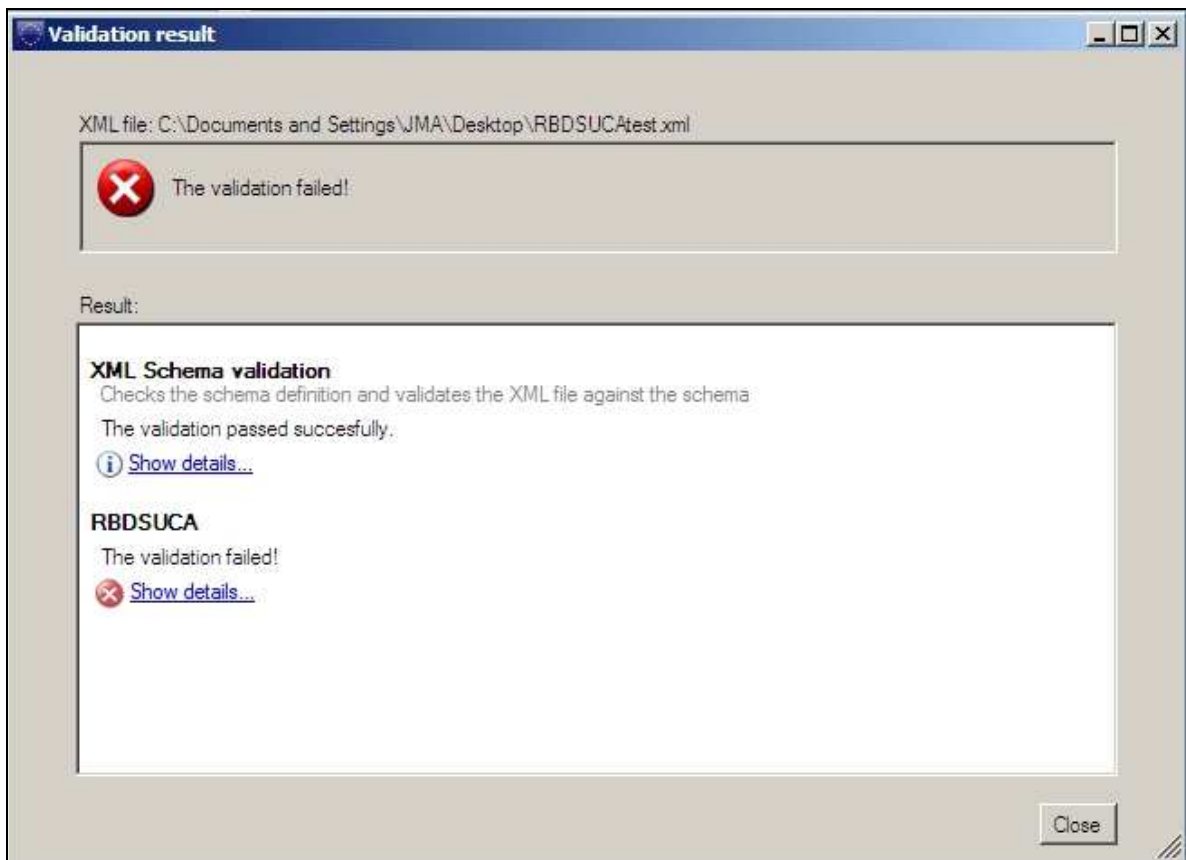 Validation result
XML file: C:\Documents and Settings\JMA\Desktop\RBDSUCAtest.xml
The validation failed!
Result:
XML Schema validation
Checks the schema definition and validates the XML file against the schema
The validation passed succesfully.
Show details...
RBDSUCA
The validation failed!
Show details...
Close